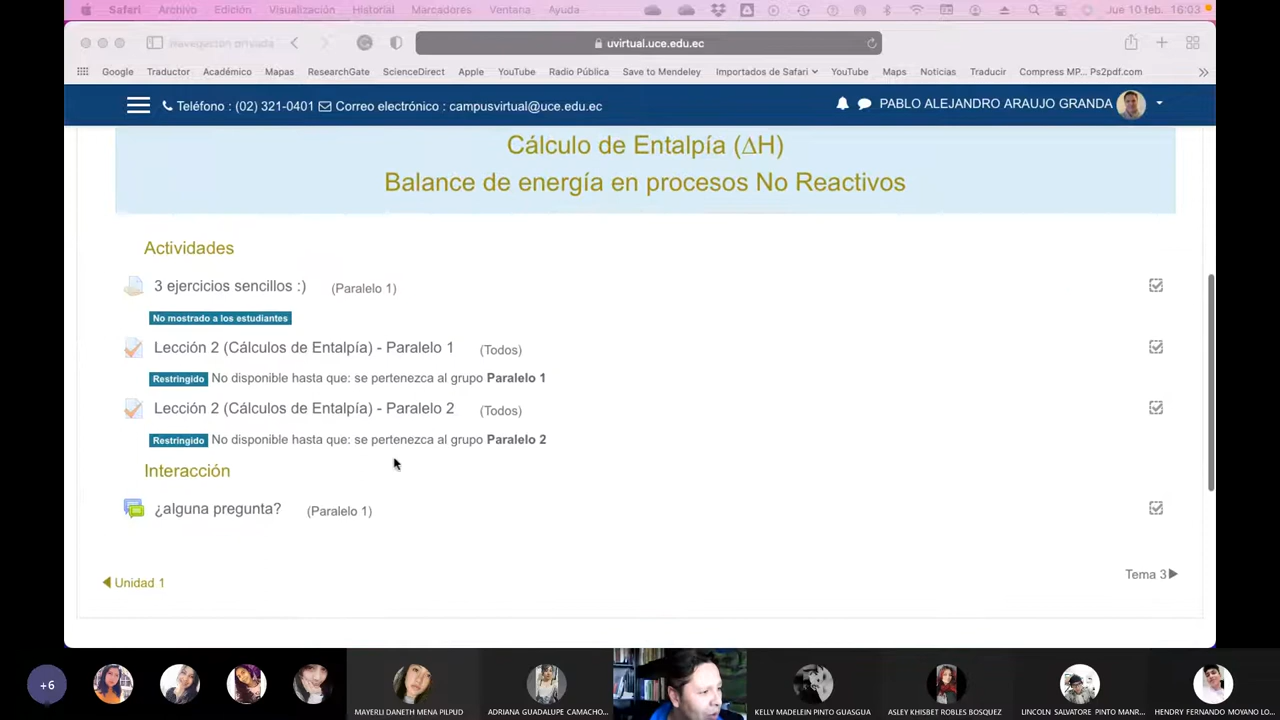 Safari Archivo Edición Visualización Historial Marcadores Ventana Ayuda Jue 10 feb. 16:03
Navegación privada uvirtual.uce.edu.ec
Google Traductor Académico Mapas ResearchGate ScienceDirect Apple YouTube Radio Pública Save to Mendeley Importados de Safari YouTube Maps Noticias Traducir Compress MP... Ps2pdf.com
Teléfono : (02) 321-0401 Correo electrónico : campusvirtual@uce.edu.ec PABLO ALEJANDRO ARAUJO GRANDA
Cálculo de Entalpía (ΔH)
Balance de energía en procesos No Reactivos
Actividades
3 ejercicios sencillos :) (Paralelo 1)
No mostrado a los estudiantes
Lección 2 (Cálculos de Entalpía) - Paralelo 1 (Todos)
Restringido No disponible hasta que: se pertenezca al grupo Paralelo 1
Lección 2 (Cálculos de Entalpía) - Paralelo 2 (Todos)
Restringido No disponible hasta que: se pertenezca al grupo Paralelo 2
Interacción
¿alguna pregunta? (Paralelo 1)
Unidad 1
Tema 3
+6
MAYERLI DANETH MENA PILPUD ADRIANA GUADALUPE CAMACHO... KELLY MADELEIN PINTO GUASGUA ASLEY KHISBET ROBLES BOSQUEZ LINCOLN SALVATORE PINTO MANR... HENDRY FERNANDO MOYANO LO...